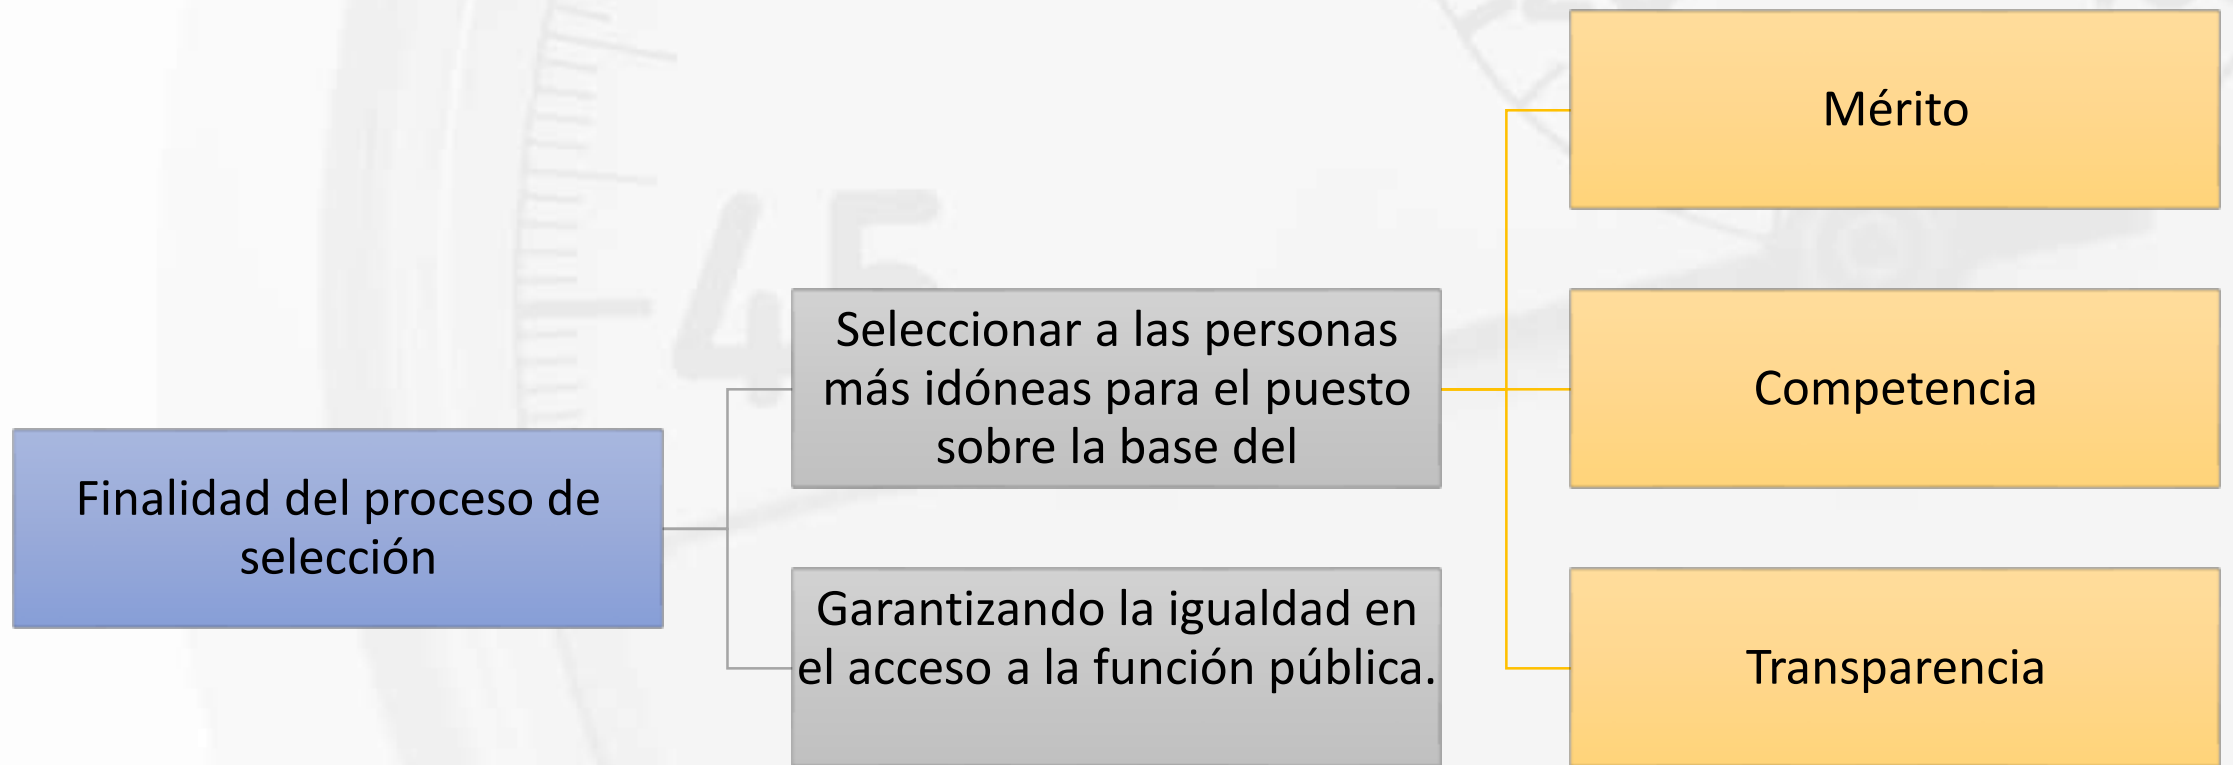 Finalidad del proceso de
selección
Seleccionar a las personas
más idóneas para el puesto
sobre la base del
Garantizando la igualdad en
el acceso a la función pública.
Mérito
Competencia
Transparencia
45